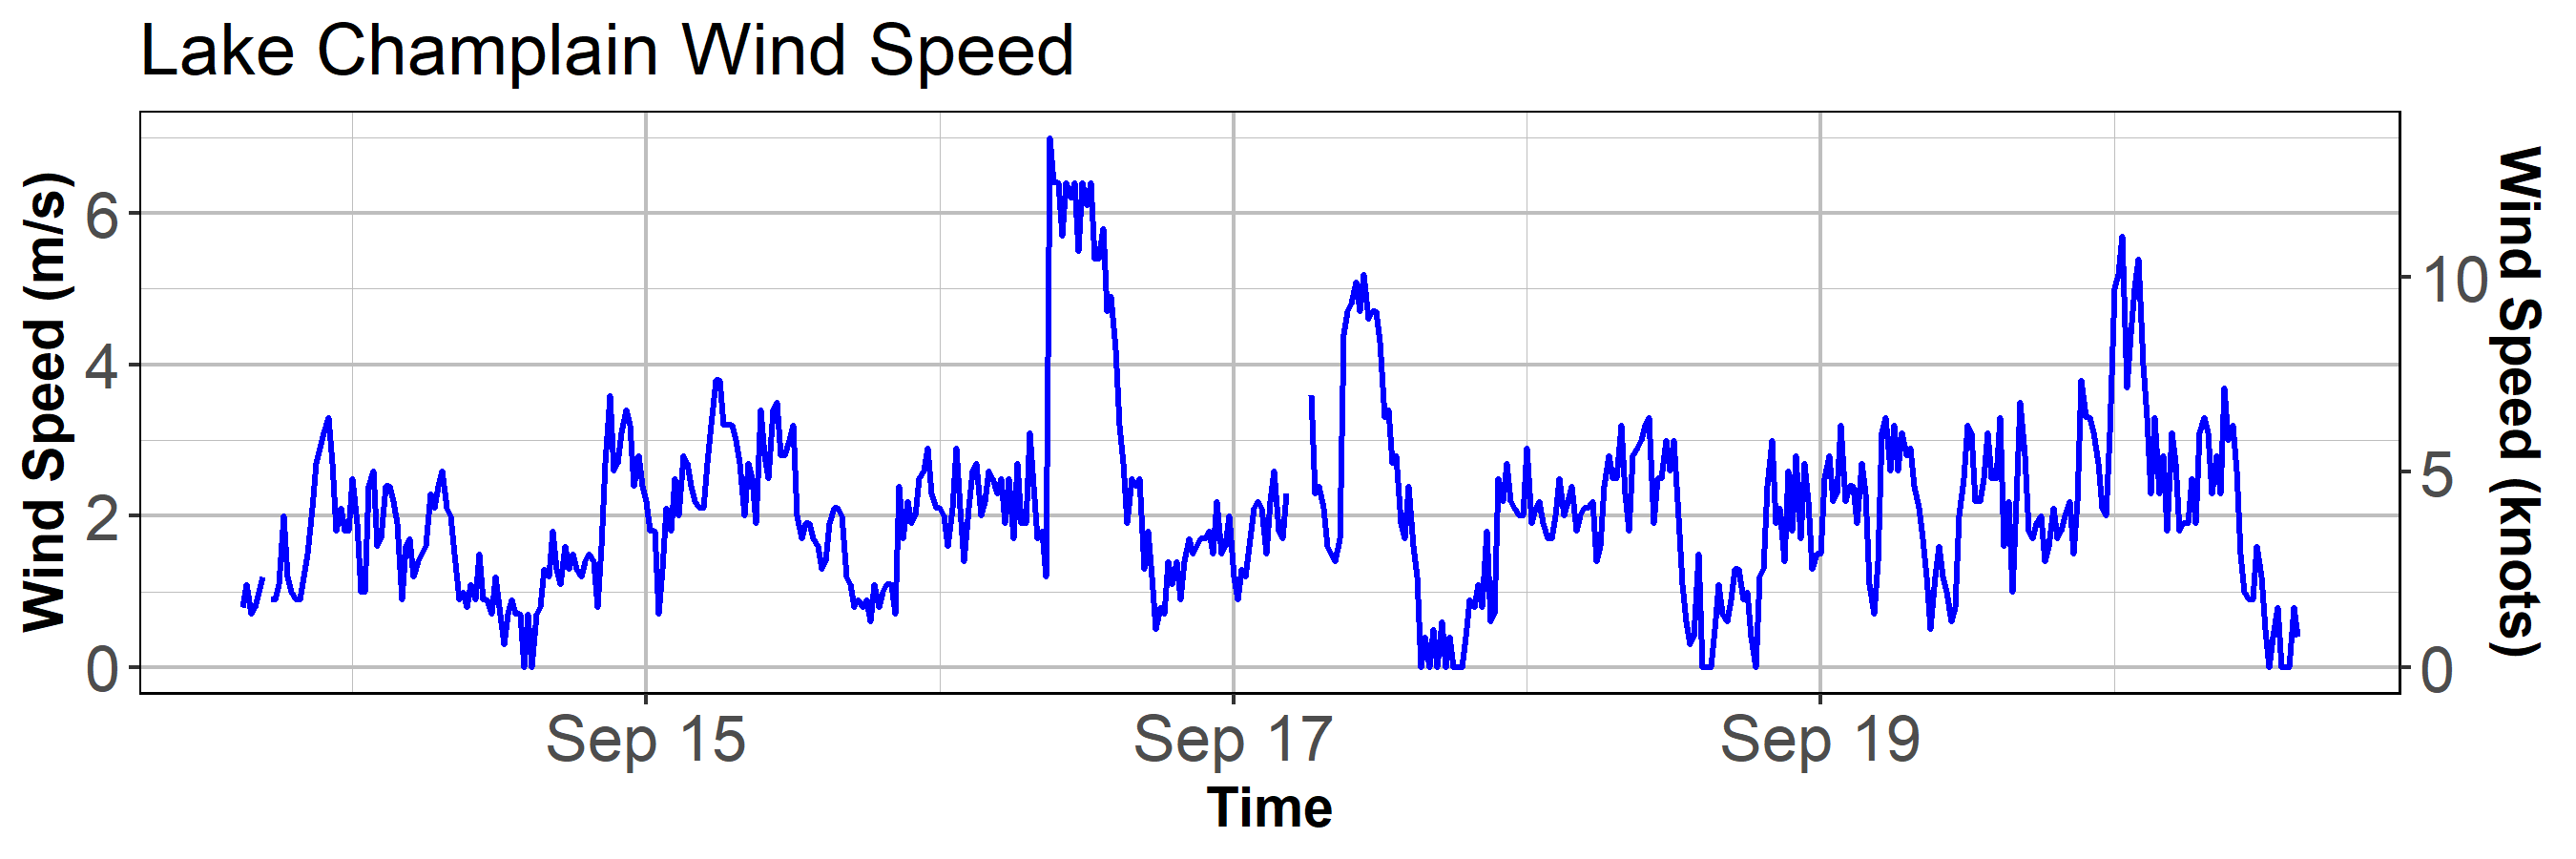 Lake Champlain Wind Speed
Wind Speed (m/s)
6
4
2
0
Wind Speed (knots)
10
5
0
Sep 15
Sep 17
Sep 19
Time